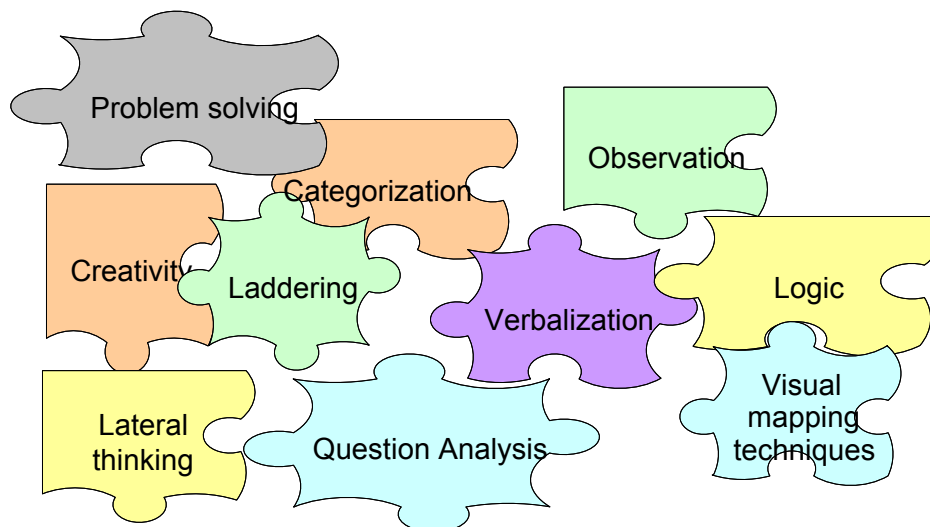 Problem solving
Observation
Categorization
Creativity
Laddering
Logic
Verbalization
Visual
mapping
techniques
Lateral
thinking
Question Analysis